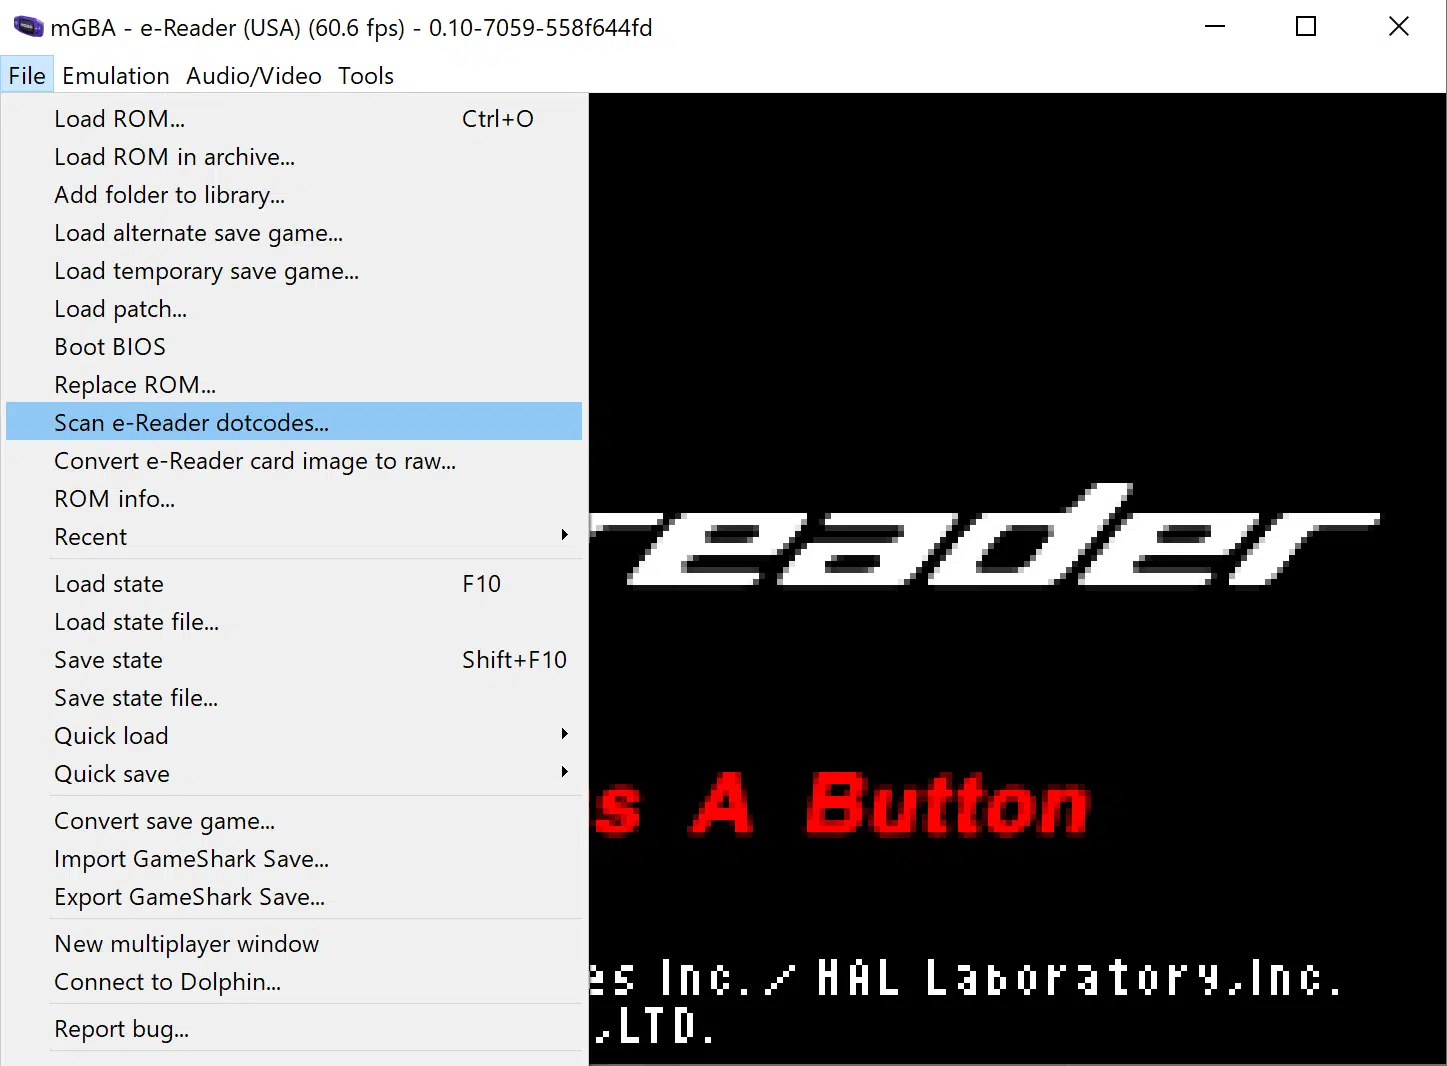 mGBA - e-Reader (USA) (60.6 fps) - 0.10-7059-558f644fd
File Emulation Audio/Video Tools
Load ROM... Ctrl+O
Load ROM in archive...
Add folder to library...
Load alternate save game...
Load temporary save game...
Load patch...
Boot BIOS
Replace ROM...
Scan e-Reader dotcodes...
Convert e-Reader card image to raw...
ROM info...
Recent
Load state F10
Load state file...
Save state Shift+F10
Save state file...
Quick load
Quick save
Convert save game...
Import GameShark Save...
Export GameShark Save...
New multiplayer window
Connect to Dolphin...
Report bug...
reader
s A Button
es Inc./ HAL Laboratory,Inc.
,LTD.